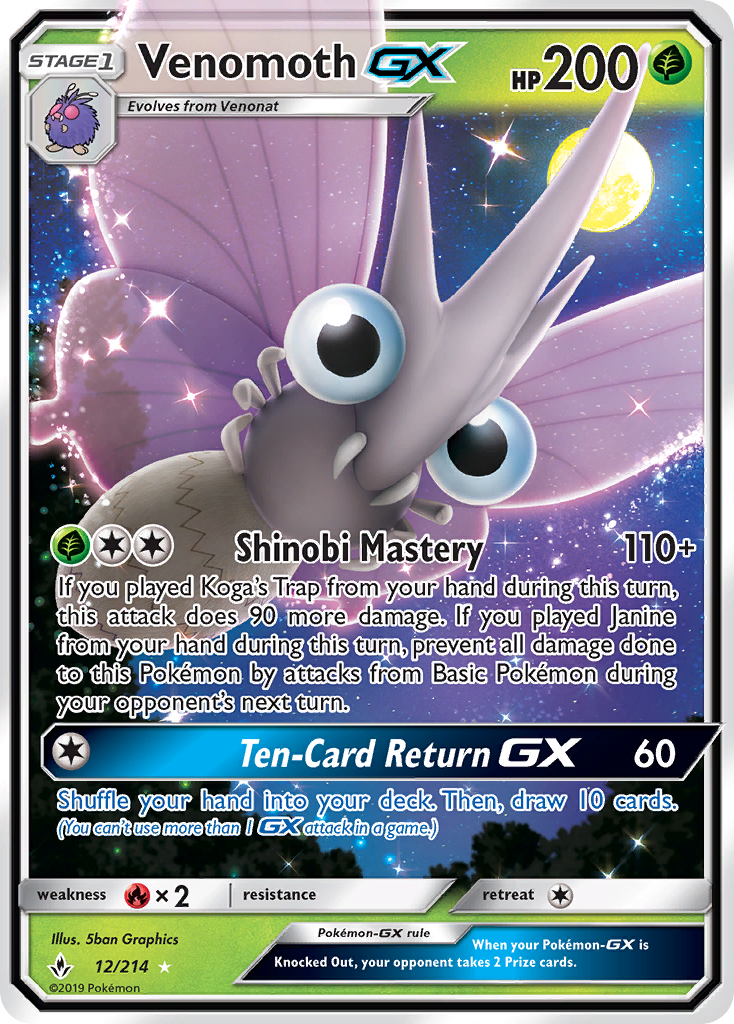 STAGE 1 Venomoth GX HP 200
Evolves from Venonat
Shinobi Mastery 110+
If you played Koga's Trap from your hand during this turn,
this attack does 90 more damage. If you played Janine
from your hand during this turn, prevent all damage done
to this Pokémon by attacks from Basic Pokémon during
your opponent's next turn.
Ten-Card Return GX 60
Shuffle your hand into your deck. Then, draw 10 cards.
(You can't use more than 1 GX attack in a game.)
weakness ×2 resistance retreat
Illus. 5ban Graphics
12/214
©2019 Pokémon
Pokémon-GX rule
When your Pokémon-GX is
Knocked Out, your opponent takes 2 Prize cards.